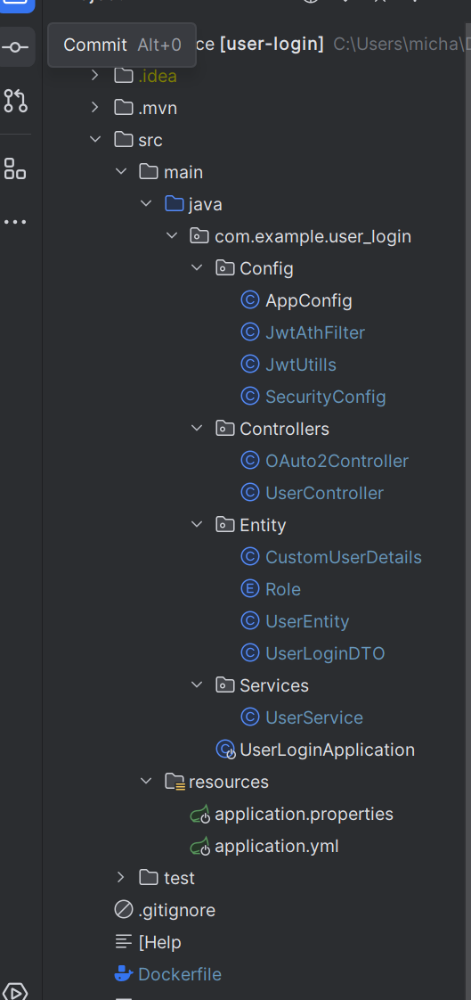 Commit Alt+0
ce [user-login] C:\Users\micha\D
.idea
.mvn
src
main
java
com.example.user_login
Config
AppConfig
JwtAthFilter
JwtUtills
SecurityConfig
Controllers
OAuto2Controller
UserController
Entity
CustomUserDetails
Role
UserEntity
UserLoginDTO
Services
UserService
UserLoginApplication
resources
application.properties
application.yml
test
.gitignore
[Help
Dockerfile